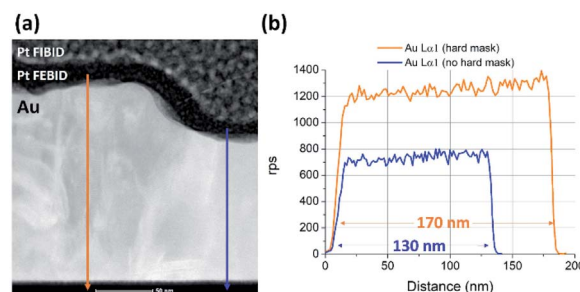 (a)
Pt FIBID
Pt FEBID
Au
50 nm
(b)
Au Lα1 (hard mask)
Au Lα1 (no hard mask)
1400
1200
1000
800
600
400
200
0
rps
170 nm
130 nm
0 50 100 150 200
Distance (nm)